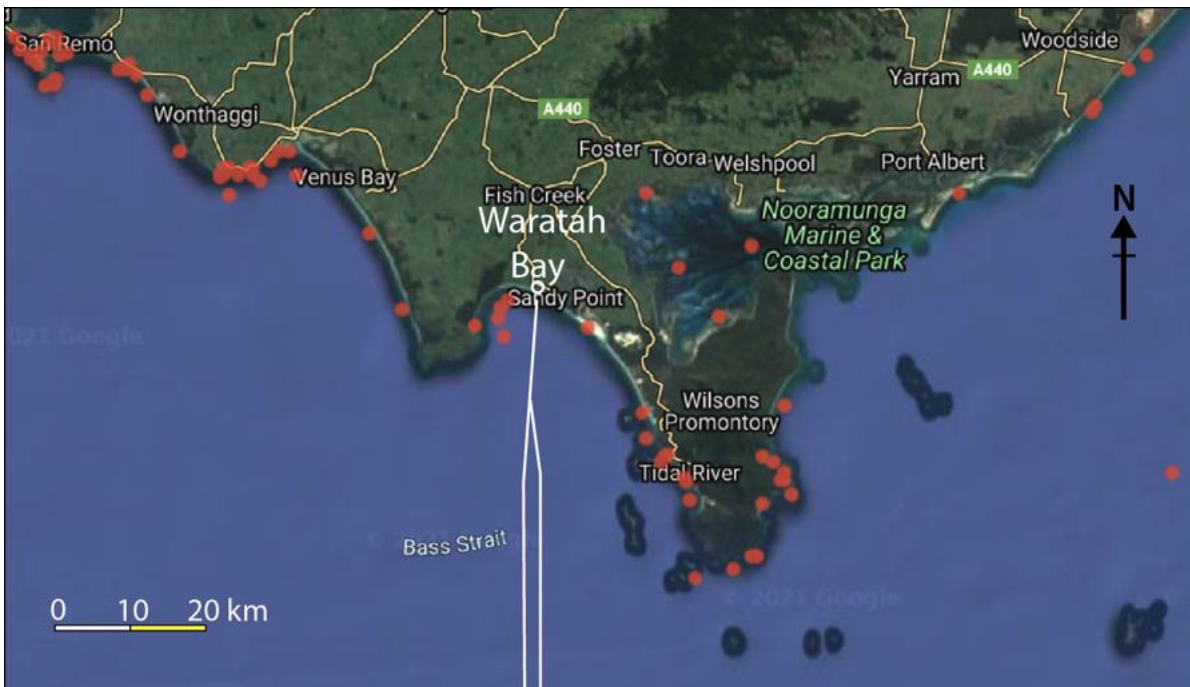 San Remo
Wonthaggi
Venus Bay
A440
Foster
Toora
Welshpool
Fish Creek
Waratah
Bay
Sandy Point
Yarram
A440
Woodside
Port Albert
Nooramunga
Marine &
Coastal Park
N
Wilsons
Promontory
Tidal River
Bass Strait
2021 Google
© 2021 Google
0 10 20 km